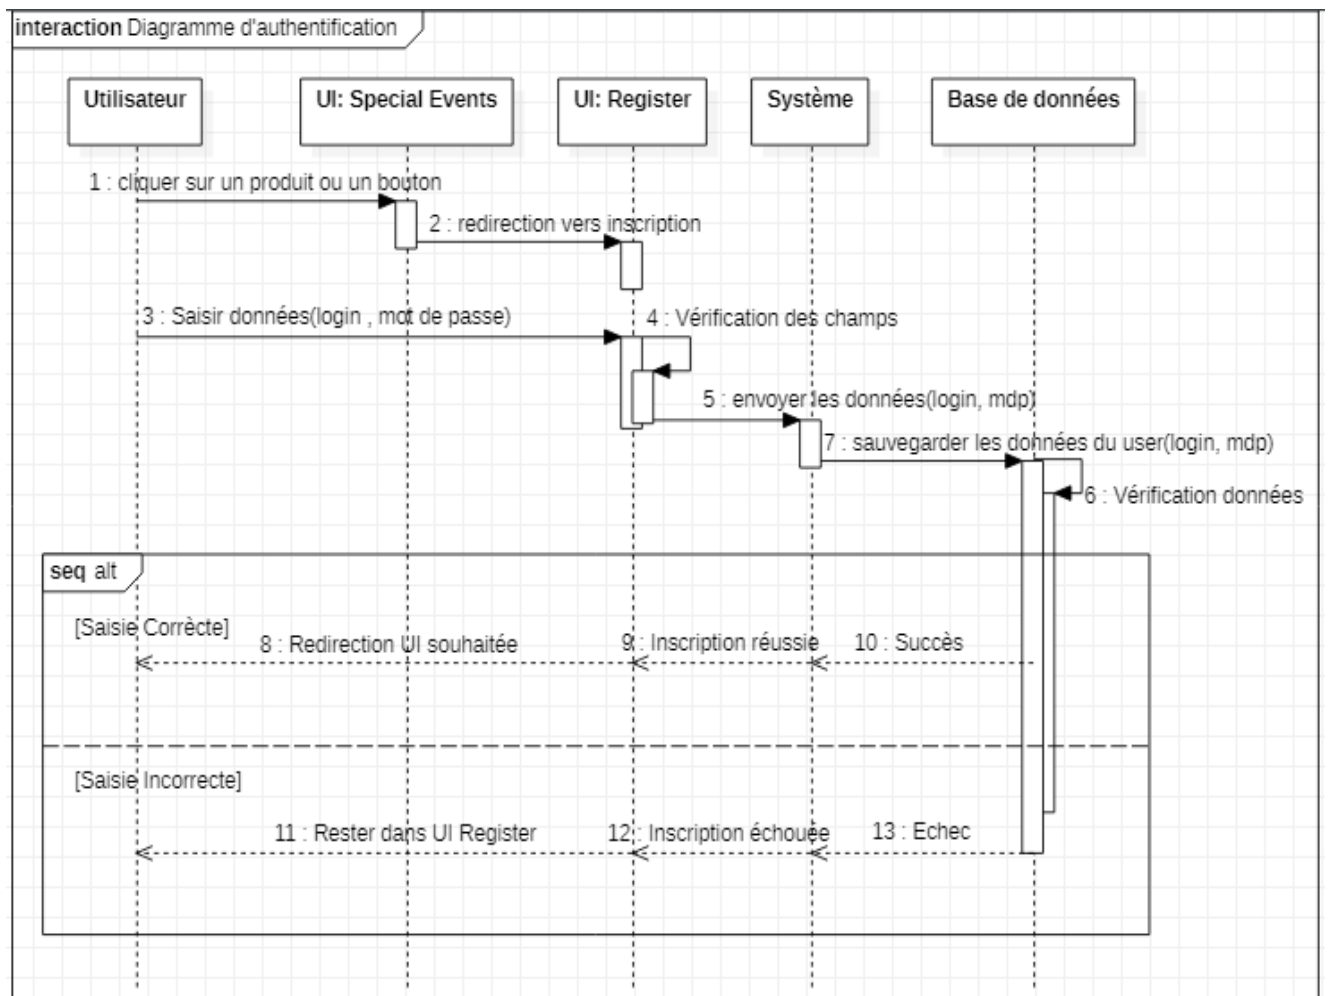 interaction Diagramme d'authentification
Utilisateur
UI: Special Events
UI: Register
Système
Base de données
1 : cliquer sur un produit ou un bouton
2 : redirection vers inscription
3 : Saisir données(login , mot de passe)
4 : Vérification des champs
5 : envoyer les données(login, mdp)
7 : sauvegarder les données du user(login, mdp)
6 : Vérification données
seq alt
[Saisie Corrècte]
8 : Redirection UI souhaitée
9 : Inscription réussie
10 : Succès
[Saisie Incorrecte]
11 : Rester dans UI Register
12 : Inscription échouée
13 : Echec